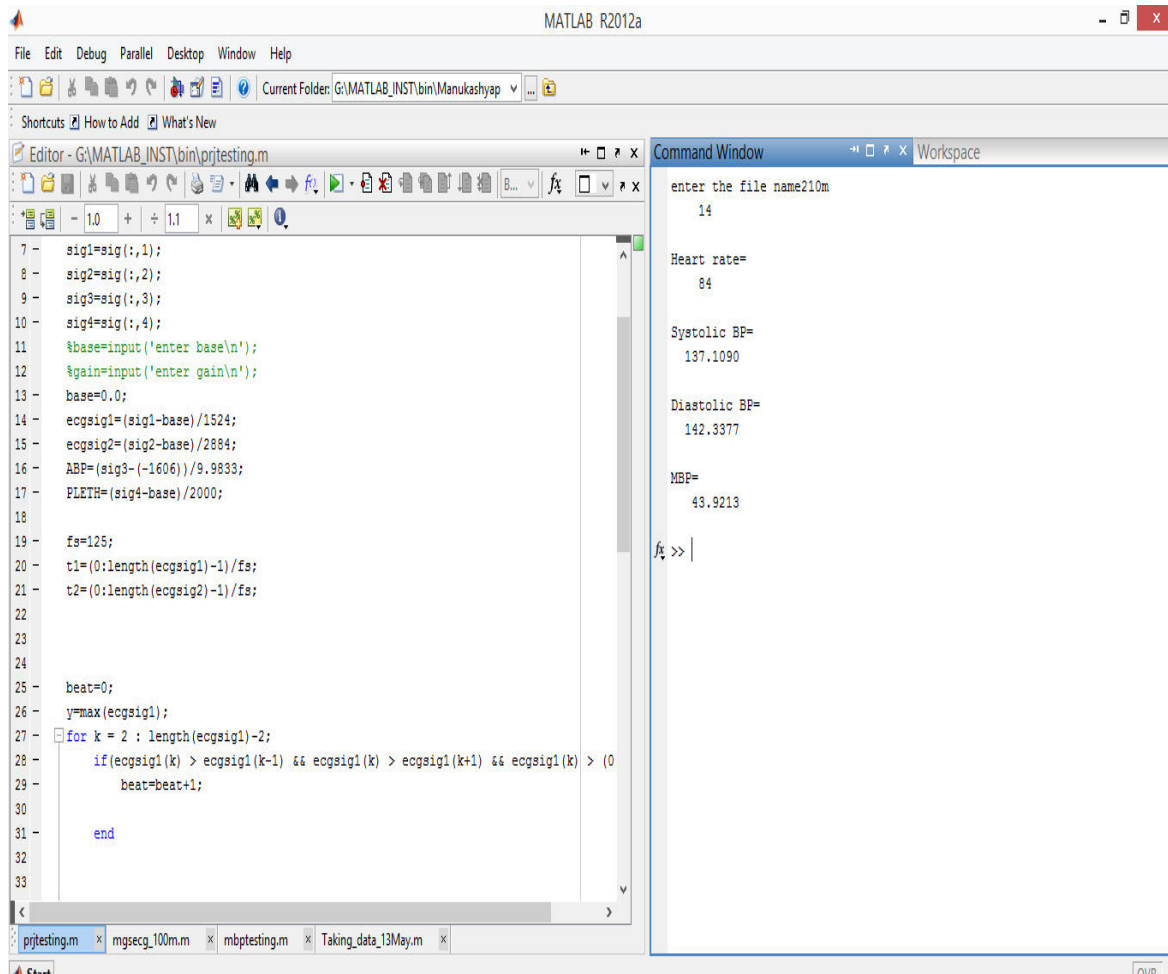 MATLAB R2012a
File Edit Debug Parallel Desktop Window Help
Current Folder: G:\MATLAB_INST\bin\Manukashyap
Shortcuts How to Add What's New
Editor - G:\MATLAB_INST\bin\prjtesting.m
B...
fx
- 1.0 + ÷ 1.1 ×
7 - sig1=sig(:,1);
8 - sig2=sig(:,2);
9 - sig3=sig(:,3);
10 - sig4=sig(:,4);
11 %base=input('enter base\n');
12 %gain=input('enter gain\n');
13 - base=0.0;
14 - ecgsig1=(sig1-base)/1524;
15 - ecgsig2=(sig2-base)/2884;
16 - ABP=(sig3-(-1606))/9.9833;
17 - PLETH=(sig4-base)/2000;
18
19 - fs=125;
20 - t1=(0:length(ecgsig1)-1)/fs;
21 - t2=(0:length(ecgsig2)-1)/fs;
22
23
24
25 - beat=0;
26 - y=max(ecgsig1);
27 - for k = 2 : length(ecgsig1)-2;
28 - if(ecgsig1(k) > ecgsig1(k-1) && ecgsig1(k) > ecgsig1(k+1) && ecgsig1(k) > (0
29 - beat=beat+1;
30
31 - end
32
33
prjtesting.m × mgsecg_100m.m × mbptesting.m × Taking_data_13May.m ×
Command Window
Workspace
enter the file name210m
14
Heart rate=
84
Systolic BP=
137.1090
Diastolic BP=
142.3377
MBP=
43.9213
fx >>
Start
OVR